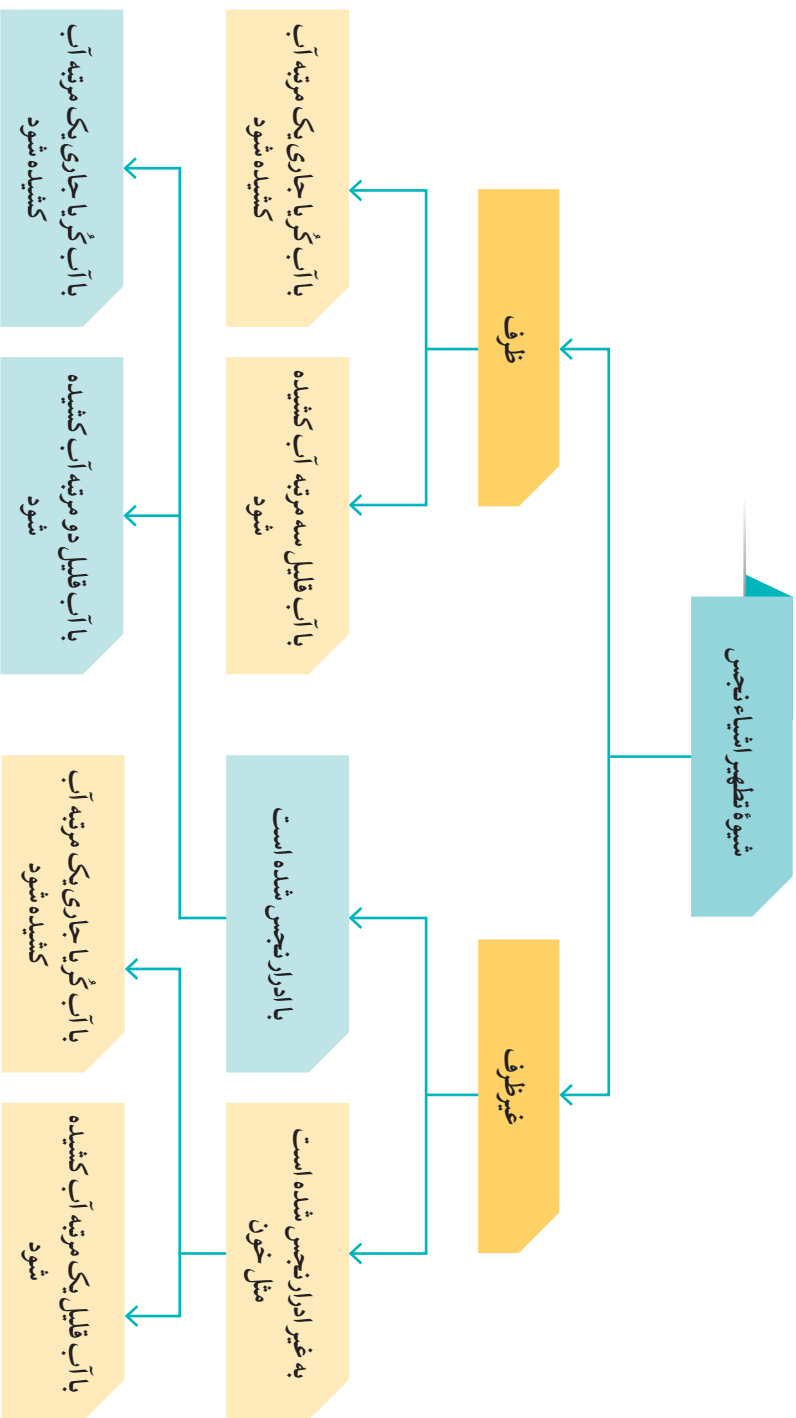 شیوۀ تطهیر اشیاء نجس
ظرف
با آب کُر یا جاری یک مرتبه آب
کشیده شود
با آب قلیل سه مرتبه آب کشیده
شود
غیرظرف
با ادرار نجس شده است
با آب کُر یا جاری یک مرتبه آب
کشیده شود
با آب قلیل دو مرتبه آب کشیده
شود
به غیر ادرار نجس شده است
مثل خون
با آب کُر یا جاری یک مرتبه آب
کشیده شود
با آب قلیل یک مرتبه آب کشیده
شود